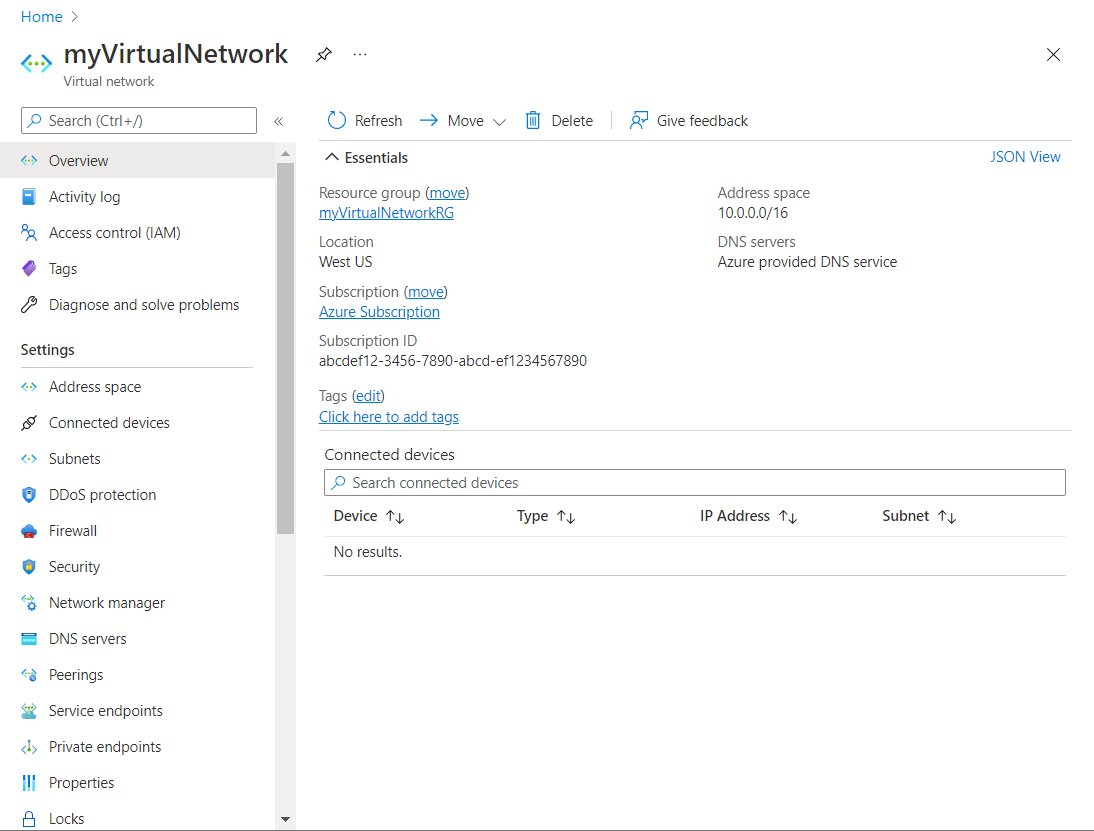 Home >
myVirtualNetwork ...
Virtual network
Search (Ctrl+/) «
Overview
Activity log
Access control (IAM)
Tags
Diagnose and solve problems
Settings
Address space
Connected devices
Subnets
DDoS protection
Firewall
Security
Network manager
DNS servers
Peerings
Service endpoints
Private endpoints
Properties
Locks
Refresh Move Delete Give feedback
Essentials JSON View
Resource group (move)
myVirtualNetworkRG
Location
West US
Subscription (move)
Azure Subscription
Subscription ID
abcdef12-3456-7890-abcd-ef1234567890
Tags (edit)
Click here to add tags
Address space
10.0.0.0/16
DNS servers
Azure provided DNS service
Connected devices
Search connected devices
Device Type IP Address Subnet
No results.